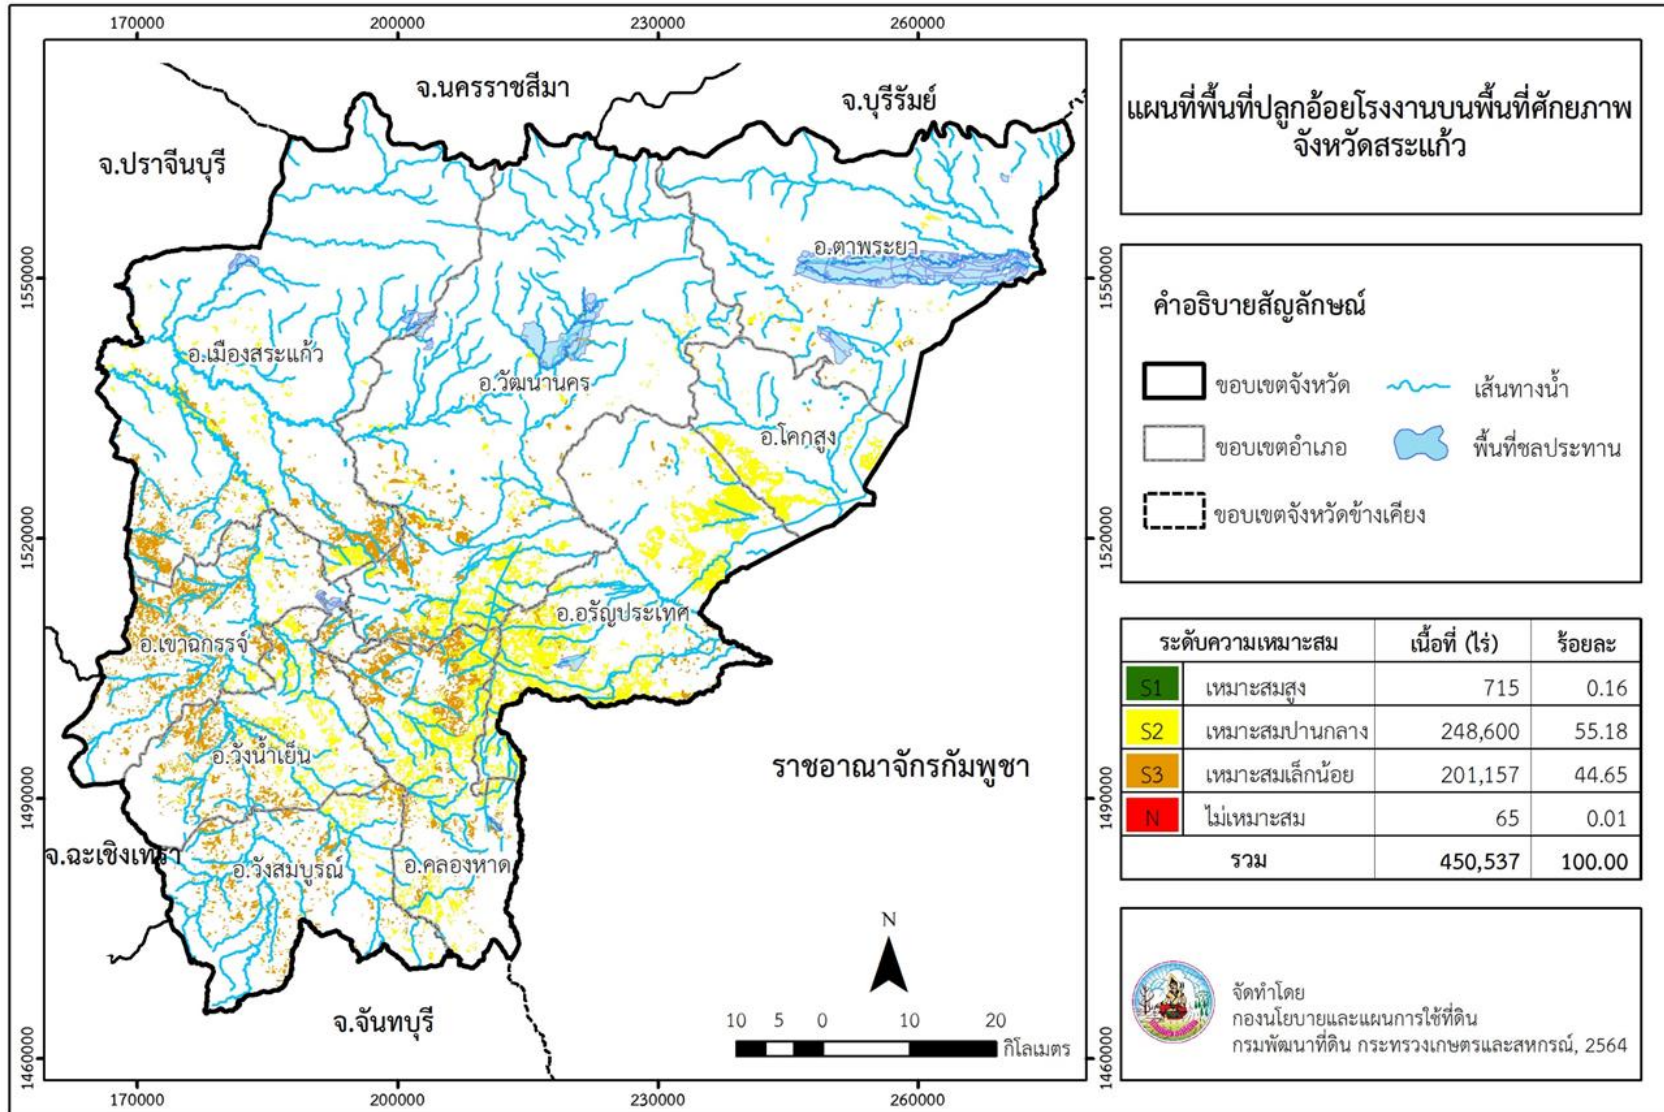 170000 200000 230000 260000
จ.นครราชสีมา
จ.บุรีรัมย์
จ.ปราจีนบุรี
อ.ตาพระยา
1550000 1550000
อ.เมืองสระแก้ว
อ.วัฒนานคร
อ.โคกสูง
1520000 1520000
อ.อรัญประเทศ
อ.เขาฉกรรจ์
อ.วังน้ำเย็น
ราชอาณาจักรกัมพูชา
1490000 1490000
จ.ฉะเชิงเทรา
อ.วังสมบูรณ์
อ.คลองหาด
N
จ.จันทบุรี
10 5 0 10 20
กิโลเมตร
1460000 1460000
170000 200000 230000 260000
แผนที่พื้นที่ปลูกอ้อยโรงงานบนพื้นที่ศักยภาพ
จังหวัดสระแก้ว
คำอธิบายสัญลักษณ์
ขอบเขตจังหวัด เส้นทางน้ำ
ขอบเขตอำเภอ พื้นที่ชลประทาน
ขอบเขตจังหวัดข้างเคียง
ระดับความเหมาะสม เนื้อที่ (ไร่) ร้อยละ
S1 เหมาะสมสูง 715 0.16
S2 เหมาะสมปานกลาง 248,600 55.18
S3 เหมาะสมเล็กน้อย 201,157 44.65
N ไม่เหมาะสม 65 0.01
รวม 450,537 100.00
จัดทำโดย
กองนโยบายและแผนการใช้ที่ดิน
กรมพัฒนาที่ดิน กระทรวงเกษตรและสหกรณ์, 2564